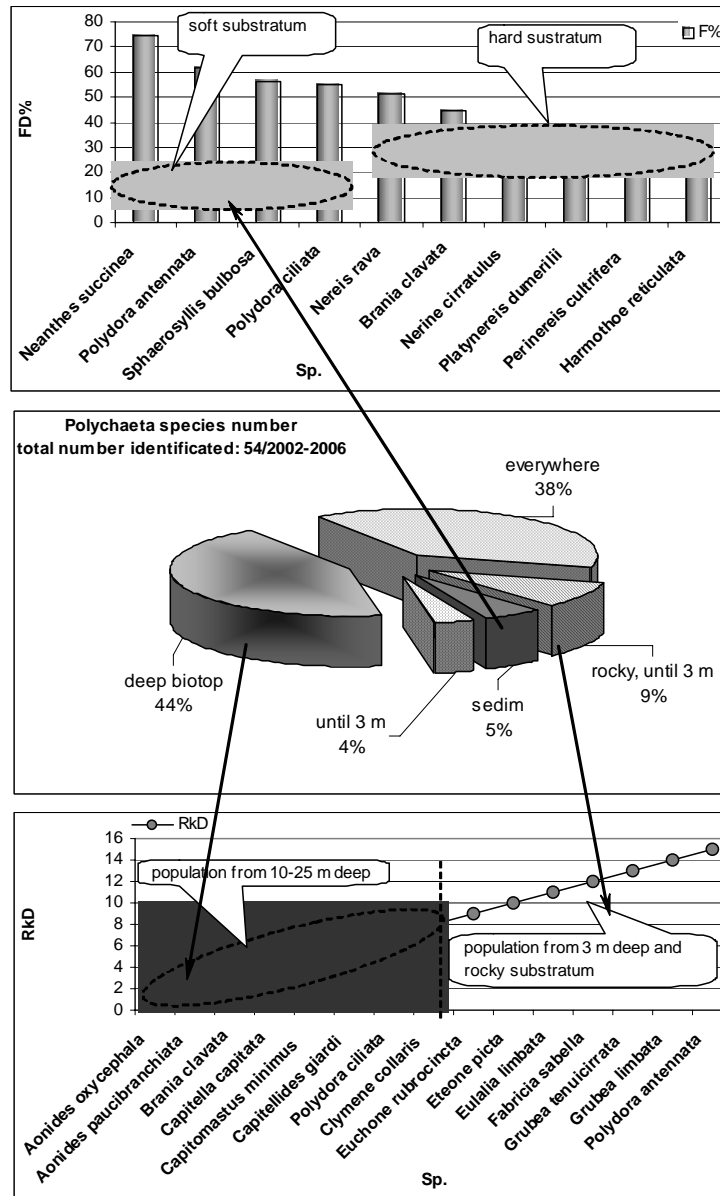 80
70
60
50
40
30
20
10
0
FD%
soft substratum
hard sustratum
F%
Neanthes succinea
Polydora antennata
Sphaerosyllis bulbosa
Polydora ciliata
Nereis rava
Brania clavata
Nerine cirratulus
Platynereis dumerilii
Perinereis cultrifera
Harmothoe reticulata
Sp.
Polychaeta species number
total number identificated: 54/2002-2006
everywhere
38%
deep biotop
44%
until 3 m
4%
sedim
5%
rocky, until 3 m
9%
RkD
16
14
12
10
8
6
4
2
0
RkD
population from 10-25 m deep
population from 3 m deep and
rocky substratum
Aonides oxycephala
Aonides paucibranchiata
Brania clavata
Capitella capitata
Capitomastus minimus
Capitellides giardi
Polydora ciliata
Clymene collaris
Euchone rubrocincta
Eteone picta
Eulalia limbata
Fabricia sabella
Grubea tenuicirrata
Grubea limbata
Polydora antennata
Sp.